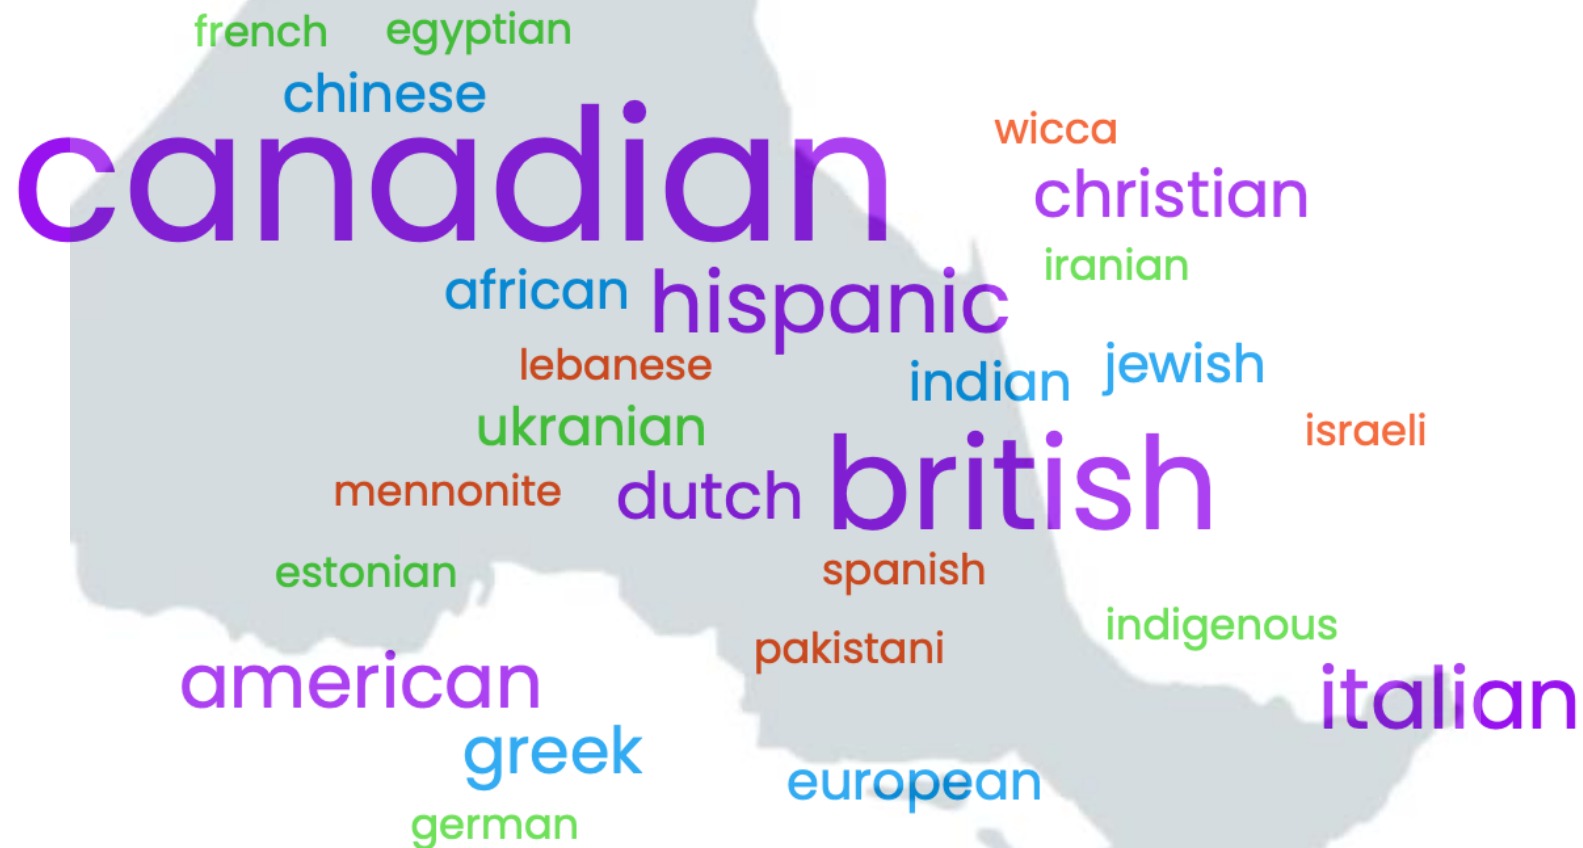 french egyptian
chinese
canadian
wicca
christian
iranian
african hispanic
lebanese
indian jewish
ukranian
israeli
mennonite dutch british
estonian
spanish
indigenous
pakistani
american
italian
greek
european
german